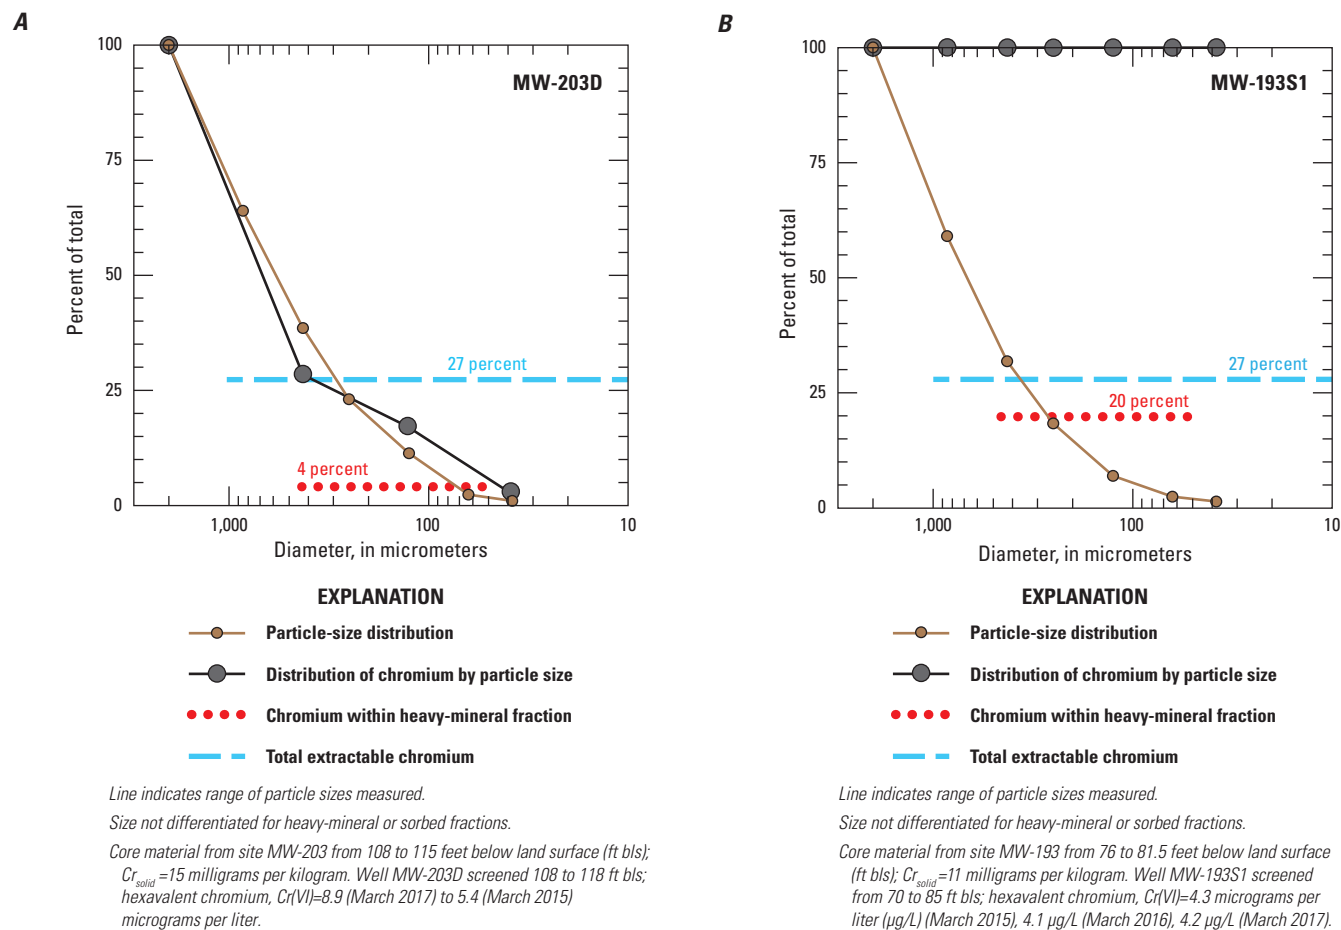 A
100
75
50
25
0
Percent of total
MW-203D
27 percent
4 percent
1,000
100
10
Diameter, in micrometers
EXPLANATION
Particle-size distribution
Distribution of chromium by particle size
Chromium within heavy-mineral fraction
Total extractable chromium
Line indicates range of particle sizes measured.
Size not differentiated for heavy-mineral or sorbed fractions.
Core material from site MW-203 from 108 to 115 feet below land surface (ft bls);
Crsolid =15 milligrams per kilogram. Well MW-203D screened 108 to 118 ft bls;
hexavalent chromium, Cr(VI)=8.9 (March 2017) to 5.4 (March 2015)
micrograms per liter.
B
100
75
50
25
0
Percent of total
MW-193S1
27 percent
20 percent
1,000
100
10
Diameter, in micrometers
EXPLANATION
Particle-size distribution
Distribution of chromium by particle size
Chromium within heavy-mineral fraction
Total extractable chromium
Line indicates range of particle sizes measured.
Size not differentiated for heavy-mineral or sorbed fractions.
Core material from site MW-193 from 76 to 81.5 feet below land surface
(ft bls); Crsolid =11 milligrams per kilogram. Well MW-193S1 screened
from 70 to 85 ft bls; hexavalent chromium, Cr(VI)=4.3 micrograms per
liter (µg/L) (March 2015), 4.1 µg/L (March 2016), 4.2 µg/L (March 2017).